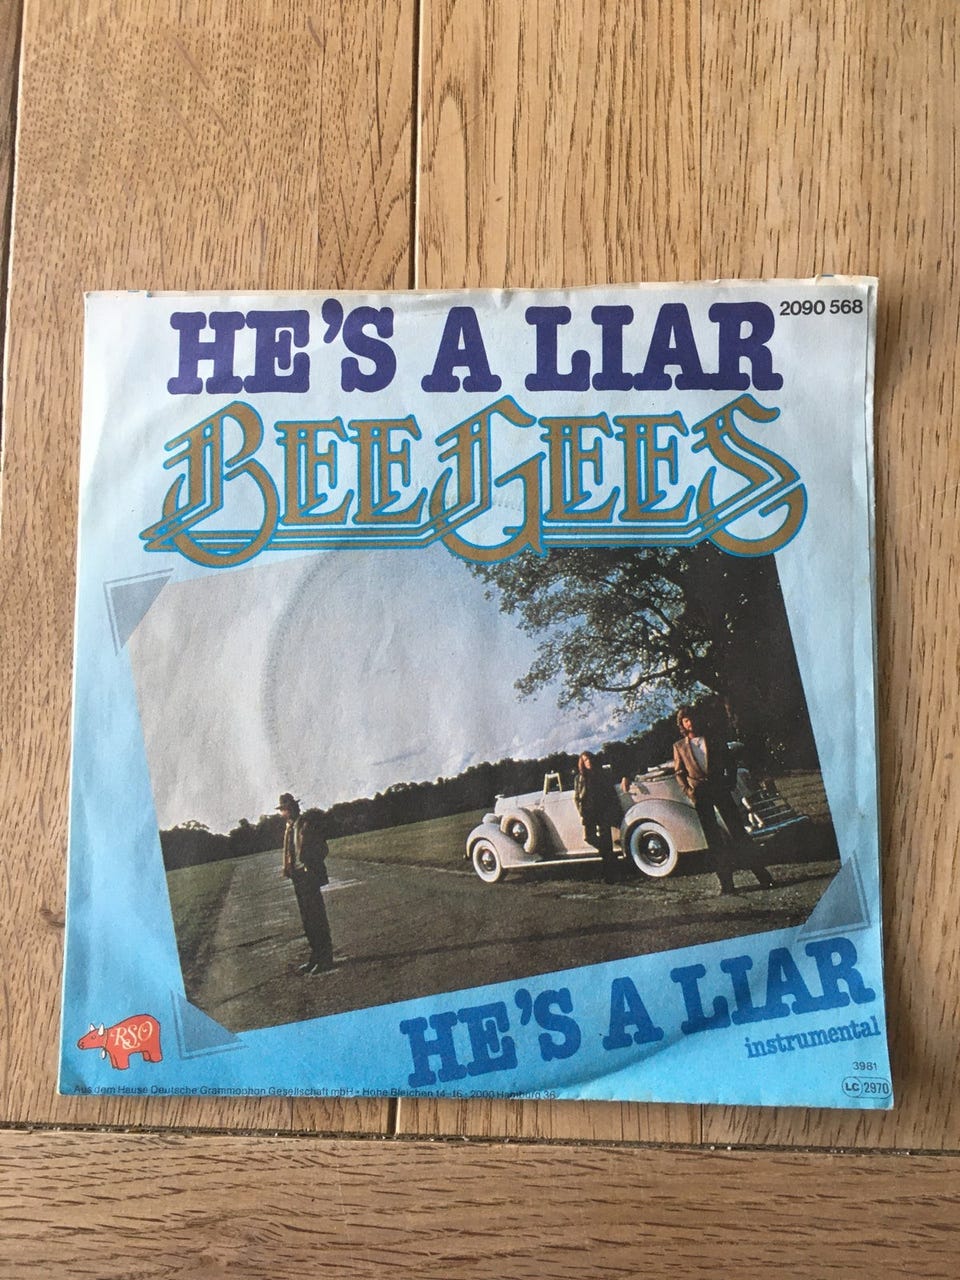 HE'S A LIAR
2090 568
BEE GEES
HE'S A LIAR
instrumental
RSO
3981
LC 2970
Aus dem Hause Deutsche Grammophon Gesellschaft mbH • Hohe Bleichen 14-16 • 2000 Hamburg 36